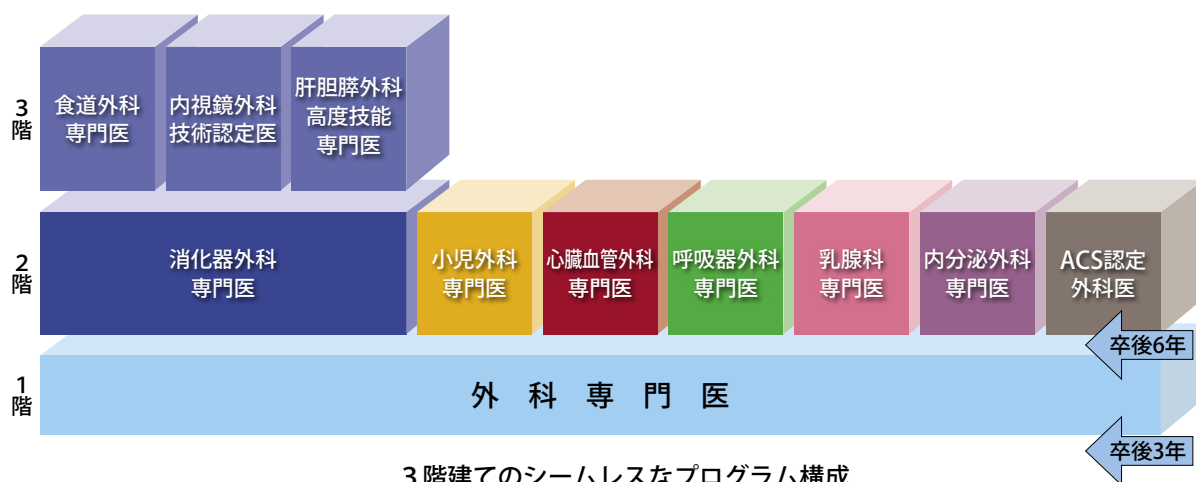 3階
食道外科
専門医
内視鏡外科
技術認定医
肝胆膵外科
高度技能
専門医
2階
消化器外科
専門医
小児外科
専門医
心臓血管外科
専門医
呼吸器外科
専門医
乳腺科
専門医
内分泌外科
専門医
ACS認定
外科医
卒後6年
1階
外科専門医
卒後3年
3階建てのシームレスなプログラム構成